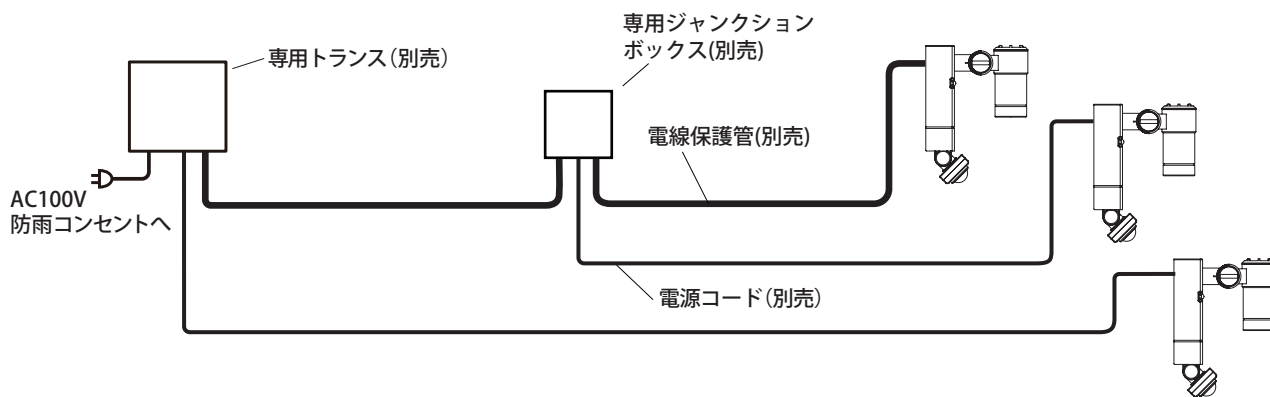 専用ジャンクション
ボックス(別売)
専用トランス（別売）
電線保護管(別売)
AC100V
防雨コンセントへ
電源コード（別売）